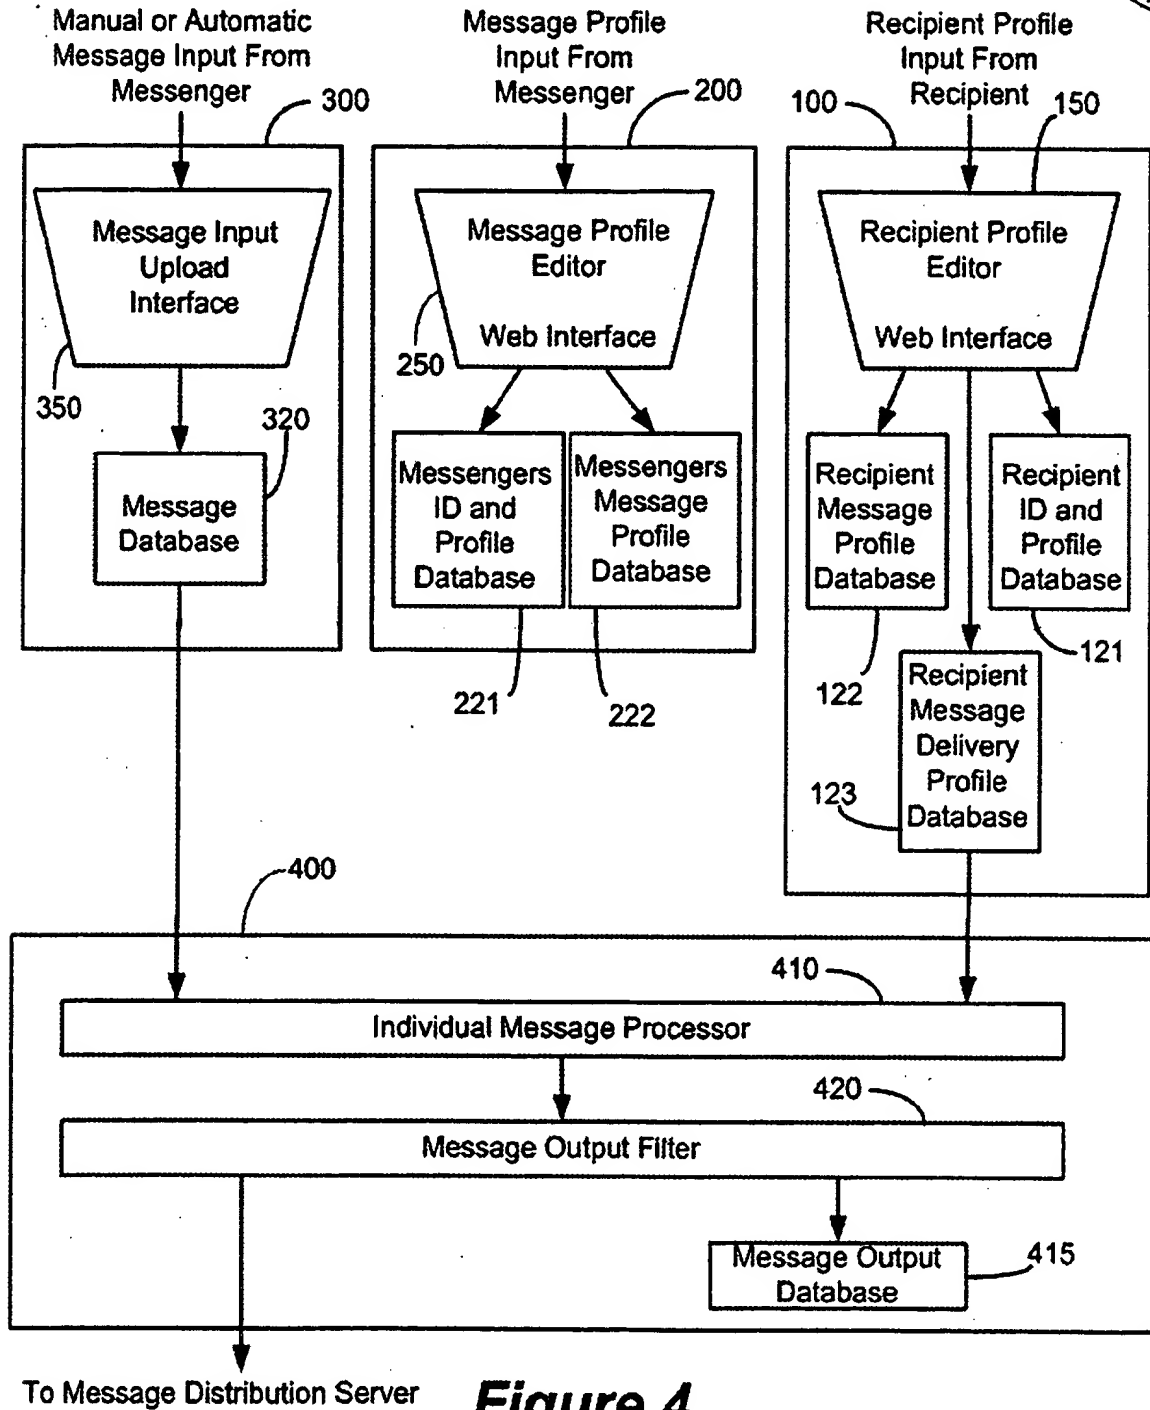 Manual or Automatic
Message Input From
Messenger
300
Message Profile
Input From
Messenger
200
Recipient Profile
Input From
Recipient
100
150
Message Input
Upload
Interface
350
320
Message
Database
Message Profile
Editor
Web Interface
250
Messengers
ID and
Profile
Database
Messengers
Message
Profile
Database
221
222
Recipient Profile
Editor
Web Interface
Recipient
Message
Profile
Database
Recipient
ID and
Profile
Database
122
121
Recipient
Message
Delivery
Profile
Database
123
400
410
Individual Message Processor
420
Message Output Filter
Message Output
Database
415
To Message Distribution Server
Figure 4